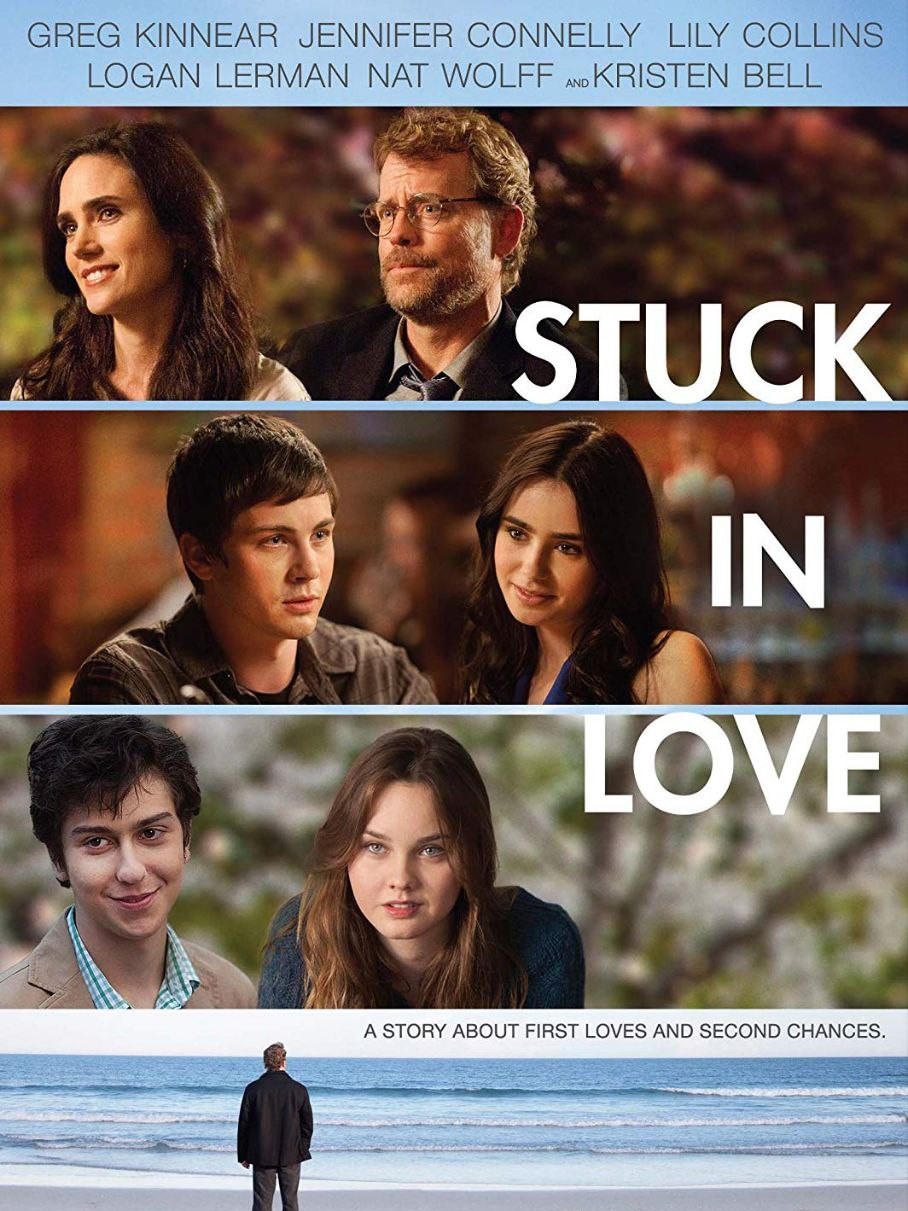 GREG KINNEAR JENNIFER CONNELLY LILY COLLINS
LOGAN LERMAN NAT WOLFF AND KRISTEN BELL
STUCK
IN
LOVE
A STORY ABOUT FIRST LOVES AND SECOND CHANCES.